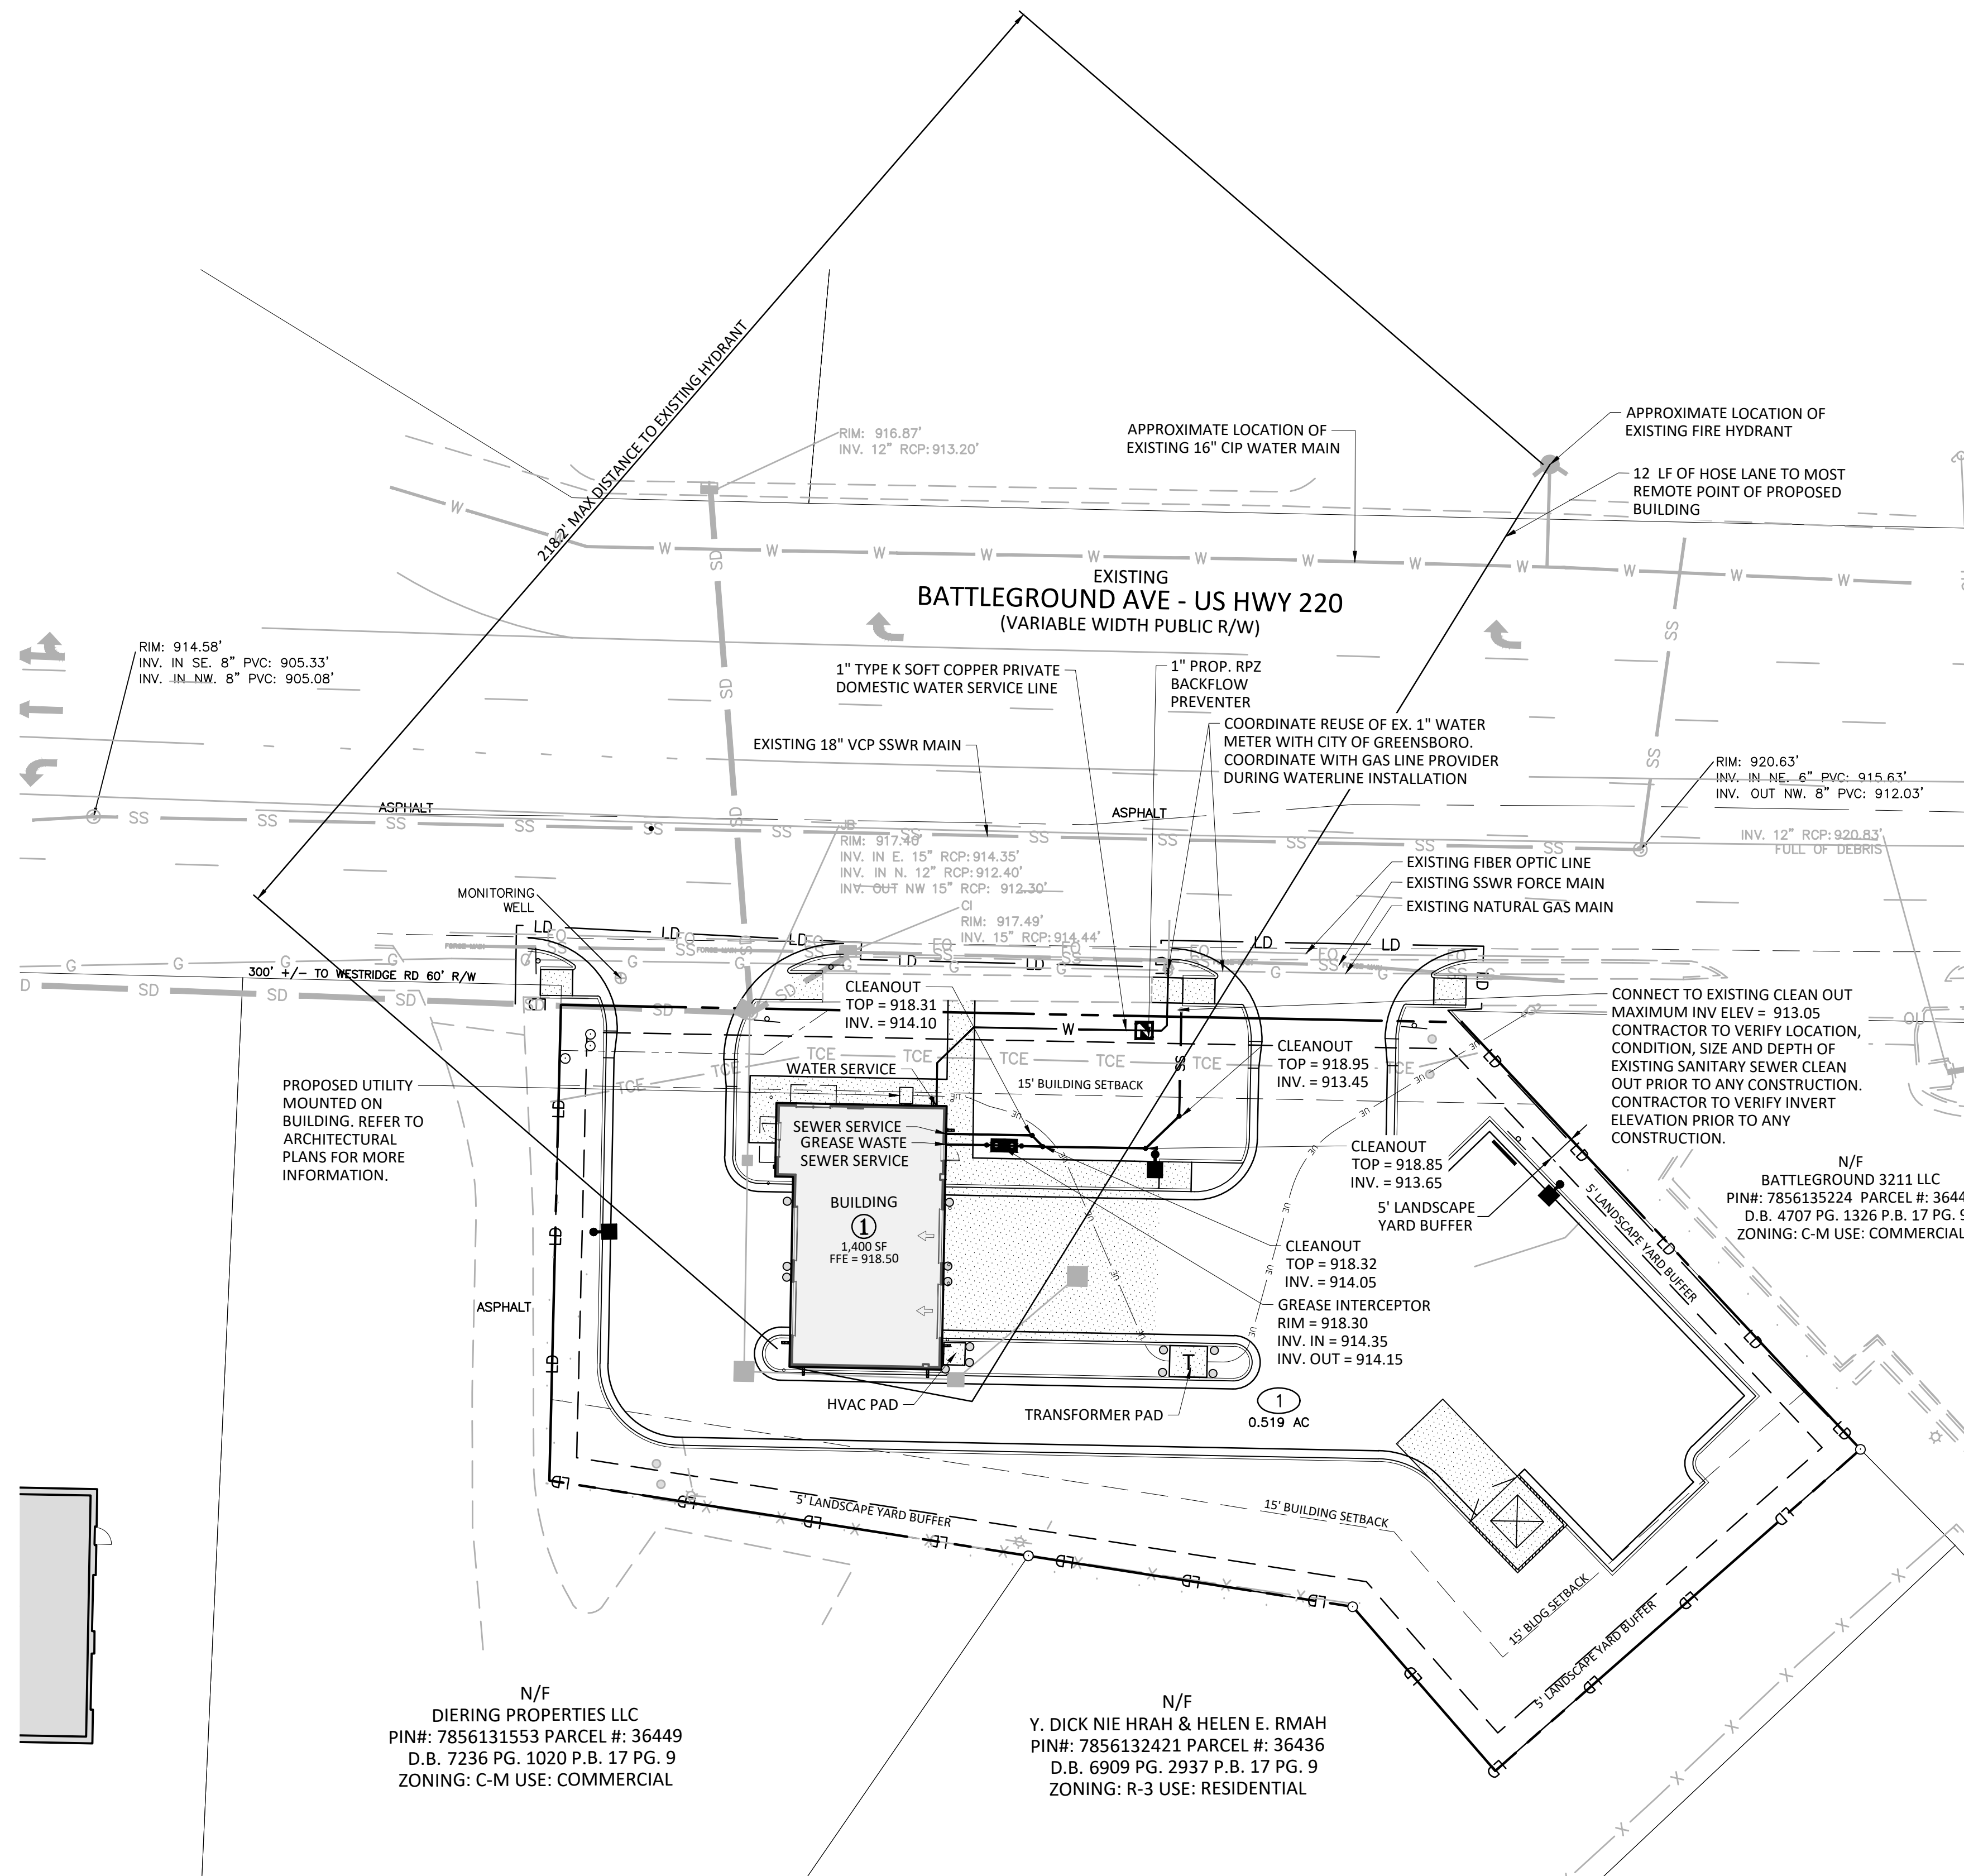 218.2' MAX DISTANCE TO EXISTING HYDRANT
RIM: 916.87'
INV. 12" RCP: 913.20'
APPROXIMATE LOCATION OF
EXISTING 16" CIP WATER MAIN
APPROXIMATE LOCATION OF
EXISTING FIRE HYDRANT
12 LF OF HOSE LANE TO MOST
REMOTE POINT OF PROPOSED
BUILDING
EXISTING
BATTLEGROUND AVE - US HWY 220
(VARIABLE WIDTH PUBLIC R/W)
RIM: 914.58'
INV. IN SE. 8" PVC: 905.33'
INV. IN NW. 8" PVC: 905.08'
1" TYPE K SOFT COPPER PRIVATE
DOMESTIC WATER SERVICE LINE
1" PROP. RPZ
BACKFLOW
PREVENTER
COORDINATE REUSE OF EX. 1" WATER
METER WITH CITY OF GREENSBORO.
COORDINATE WITH GAS LINE PROVIDER
DURING WATERLINE INSTALLATION
EXISTING 18" VCP SSWR MAIN
RIM: 920.63'
INV. IN NE. 6" PVC: 915.63'
INV. OUT NW. 8" PVC: 912.03'
ASPHALT
ASPHALT
INV. 12" RCP: 920.83'
FULL OF DEBRIS
JB
RIM: 917.40'
INV. IN E. 15" RCP: 914.35'
INV. IN N. 12" RCP: 912.40'
INV. OUT NW 15" RCP: 912.30'
CI
RIM: 917.49'
INV. 15" RCP: 914.44'
EXISTING FIBER OPTIC LINE
EXISTING SSWR FORCE MAIN
EXISTING NATURAL GAS MAIN
MONITORING
WELL
300' +/- TO WESTRIDGE RD 60' R/W
CLEANOUT
TOP = 918.31
INV. = 914.10
CONNECT TO EXISTING CLEAN OUT
MAXIMUM INV ELEV = 913.05
CONTRACTOR TO VERIFY LOCATION,
CONDITION, SIZE AND DEPTH OF
EXISTING SANITARY SEWER CLEAN
OUT PRIOR TO ANY CONSTRUCTION.
CONTRACTOR TO VERIFY INVERT
ELEVATION PRIOR TO ANY
CONSTRUCTION.
CLEANOUT
TOP = 918.95
INV. = 913.45
WATER SERVICE
15' BUILDING SETBACK
PROPOSED UTILITY
MOUNTED ON
BUILDING. REFER TO
ARCHITECTURAL
PLANS FOR MORE
INFORMATION.
SEWER SERVICE
GREASE WASTE
SEWER SERVICE
CLEANOUT
TOP = 918.85
INV. = 913.65
5' LANDSCAPE
YARD BUFFER
5' LANDSCAPE YARD BUFFER
N/F
BATTLEGROUND 3211 LLC
PIN#: 7856135224 PARCEL #: 3644
D.B. 4707 PG. 1326 P.B. 17 PG. 9
ZONING: C-M USE: COMMERCIAL
BUILDING
1
1,400 SF
FFE = 918.50
CLEANOUT
TOP = 918.32
INV. = 914.05
GREASE INTERCEPTOR
RIM = 918.30
INV. IN = 914.35
INV. OUT = 914.15
ASPHALT
T
HVAC PAD
TRANSFORMER PAD
1
0.519 AC
5' LANDSCAPE YARD BUFFER
15' BUILDING SETBACK
15' BLDG SETBACK
5' LANDSCAPE YARD BUFFER
N/F
DIERING PROPERTIES LLC
PIN#: 7856131553 PARCEL #: 36449
D.B. 7236 PG. 1020 P.B. 17 PG. 9
ZONING: C-M USE: COMMERCIAL
N/F
Y. DICK NIE HRAH & HELEN E. RMAH
PIN#: 7856132421 PARCEL #: 36436
D.B. 6909 PG. 2937 P.B. 17 PG. 9
ZONING: R-3 USE: RESIDENTIAL